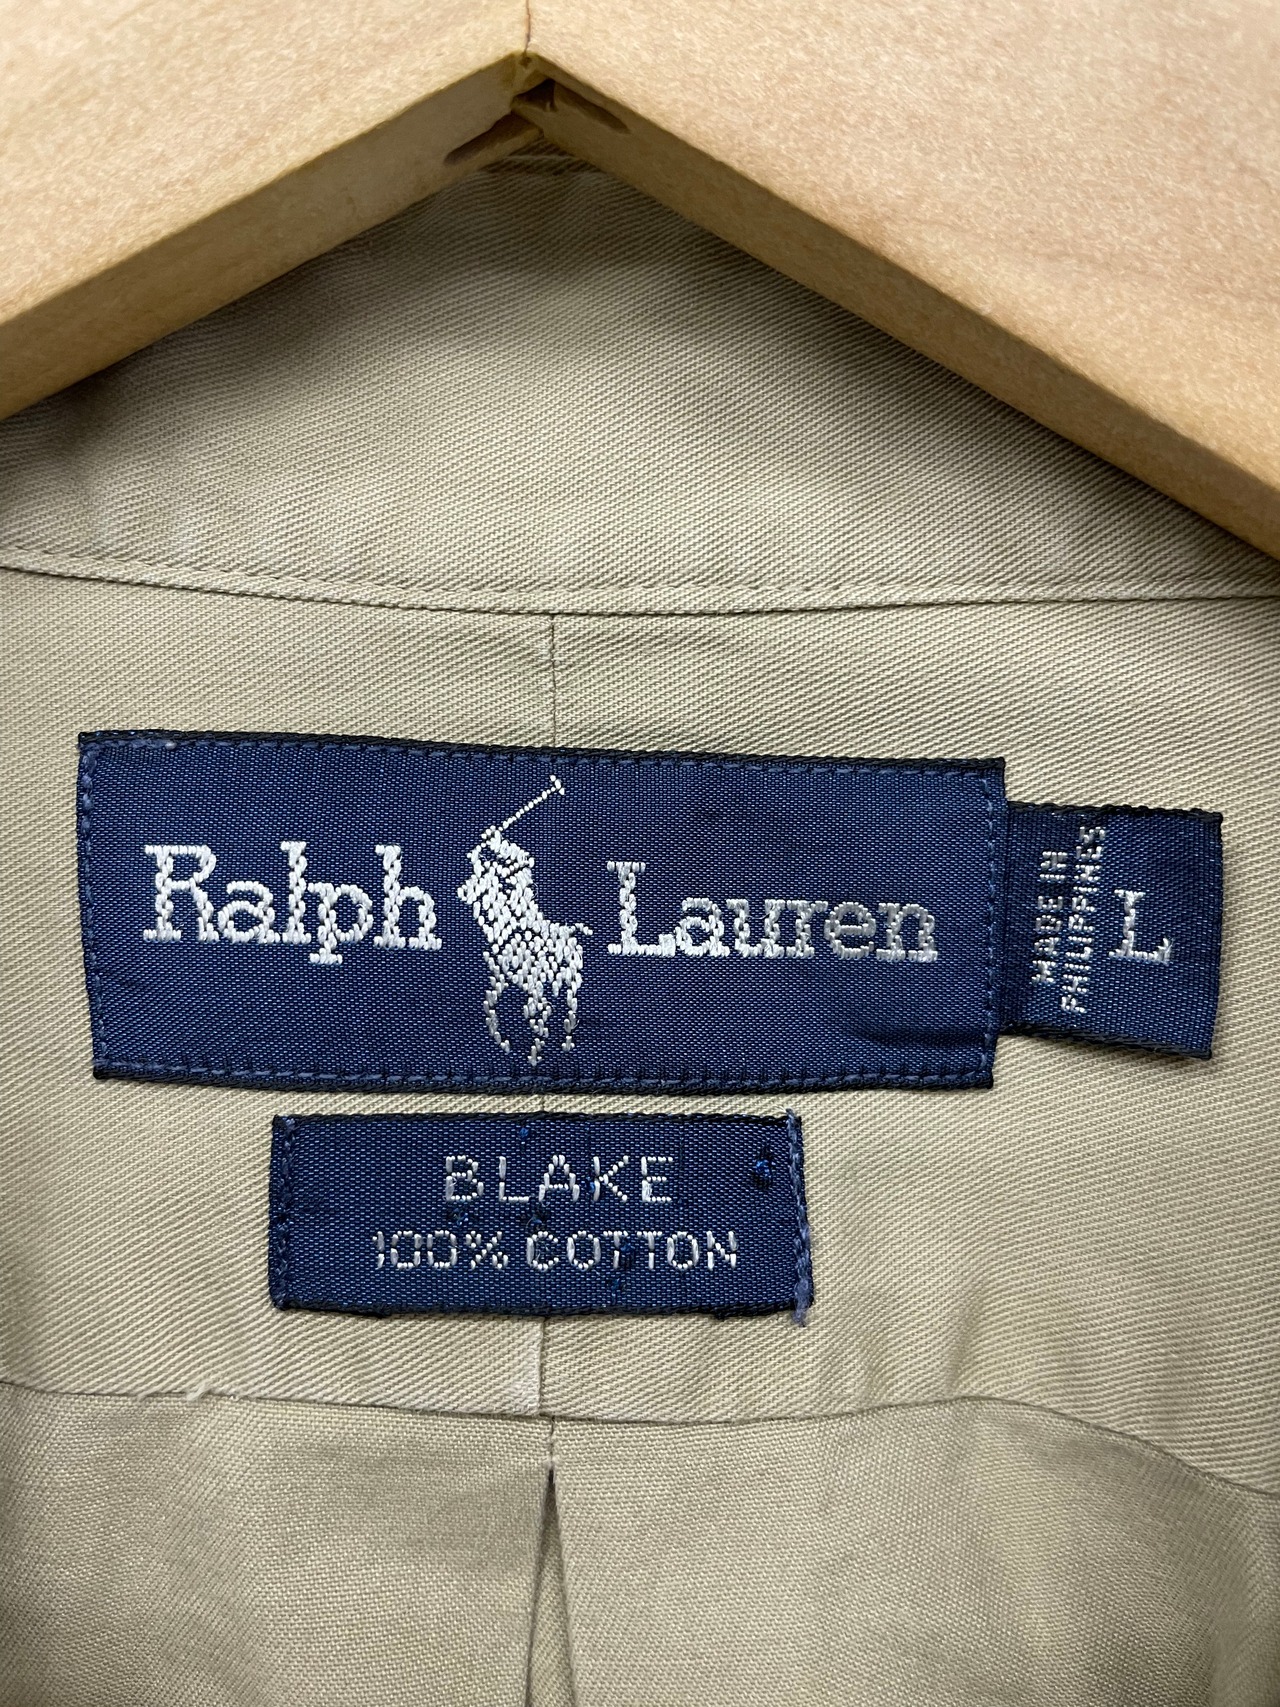 Ralph Lauren
MADE IN
PHILIPPINES
L
BLAKE
100% COTTON